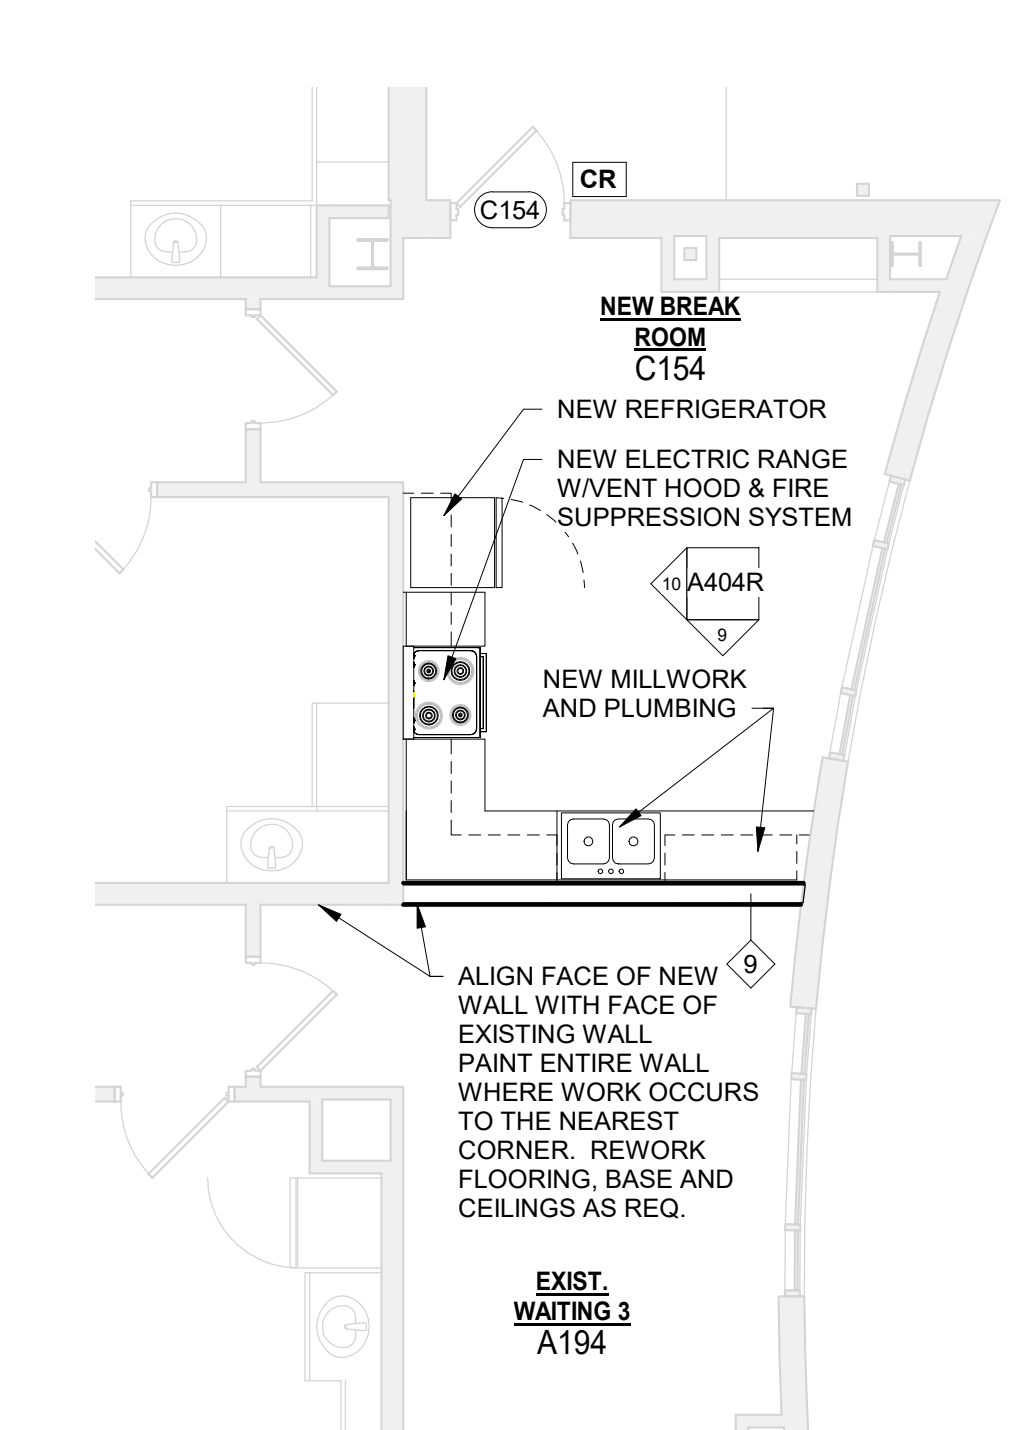 CR
C154
NEW BREAK
ROOM
C154
NEW REFRIGERATOR
NEW ELECTRIC RANGE
W/VENT HOOD & FIRE
SUPPRESSION SYSTEM
10 A404R
9
NEW MILLWORK
AND PLUMBING
9
ALIGN FACE OF NEW
WALL WITH FACE OF
EXISTING WALL
PAINT ENTIRE WALL
WHERE WORK OCCURS
TO THE NEAREST
CORNER. REWORK
FLOORING, BASE AND
CEILINGS AS REQ.
EXIST.
WAITING 3
A194